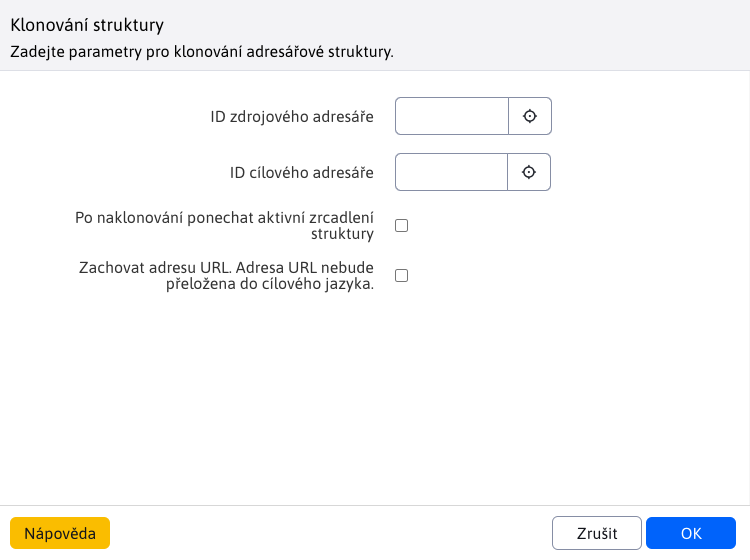 Klonování struktury
Zadejte parametry pro klonování adresářové struktury.
ID zdrojového adresáře
ID cílového adresáře
Po naklonování ponechat aktivní zrcadlení
struktury
Zachovat adresu URL. Adresa URL nebude
přeložena do cílového jazyka.
Nápověda
Zrušit
OK